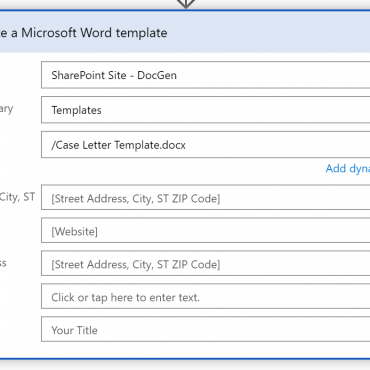 e a Microsoft Word template
SharePoint Site - DocGen
ary
Templates
/Case Letter Template.docx
Add dyna
City, ST
[Street Address, City, ST ZIP Code]
[Website]
ss
[Street Address, City, ST ZIP Code]
Click or tap here to enter text.
Your Title